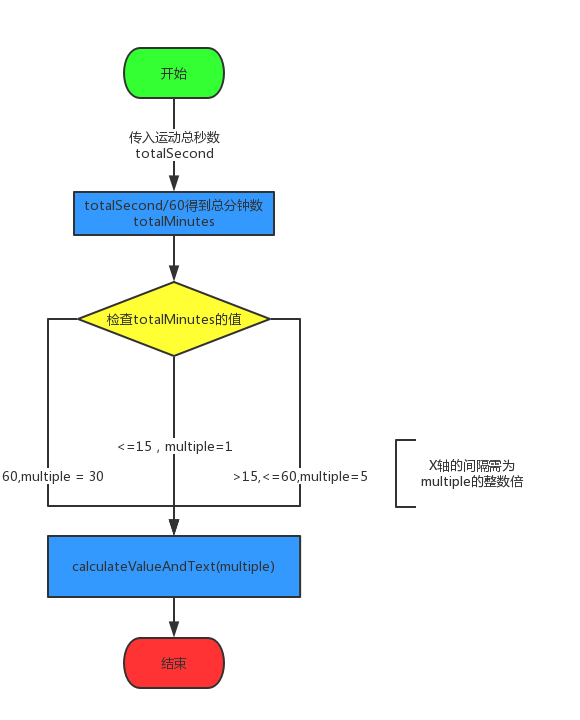 开始
传入运动总秒数
totalSecond
totalSecond/60得到总分钟数
totalMinutes
检查totalMinutes的值
<=15，multiple=1
60,multiple = 30
>15,<=60,multiple=5
X轴的间隔需为
multiple的整数倍
calculateValueAndText(multiple)
结束